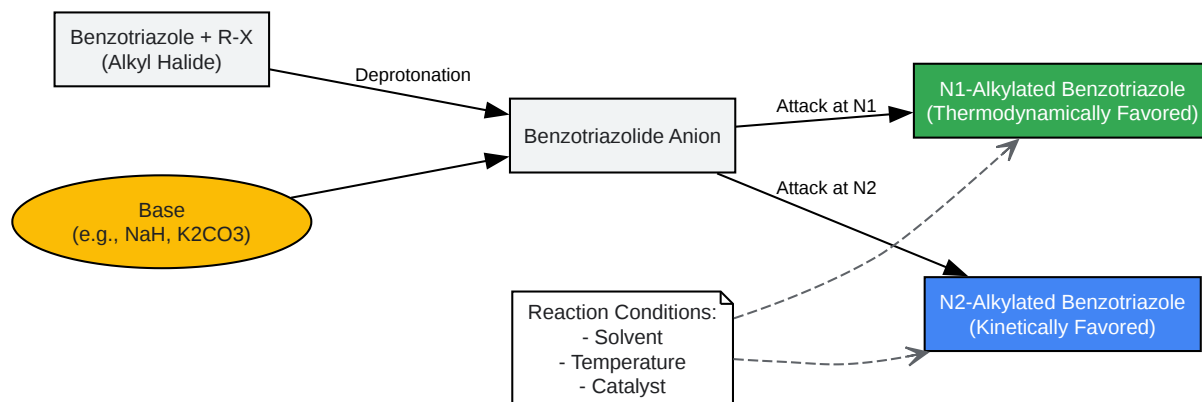 Benzotriazole + R-X
(Alkyl Halide)
Deprotonation
Base
(e.g., NaH, K2CO3)
Benzotriazolide Anion
Attack at N1
Attack at N2
N1-Alkylated Benzotriazole
(Thermodynamically Favored)
N2-Alkylated Benzotriazole
(Kinetically Favored)
Reaction Conditions:
- Solvent
- Temperature
- Catalyst